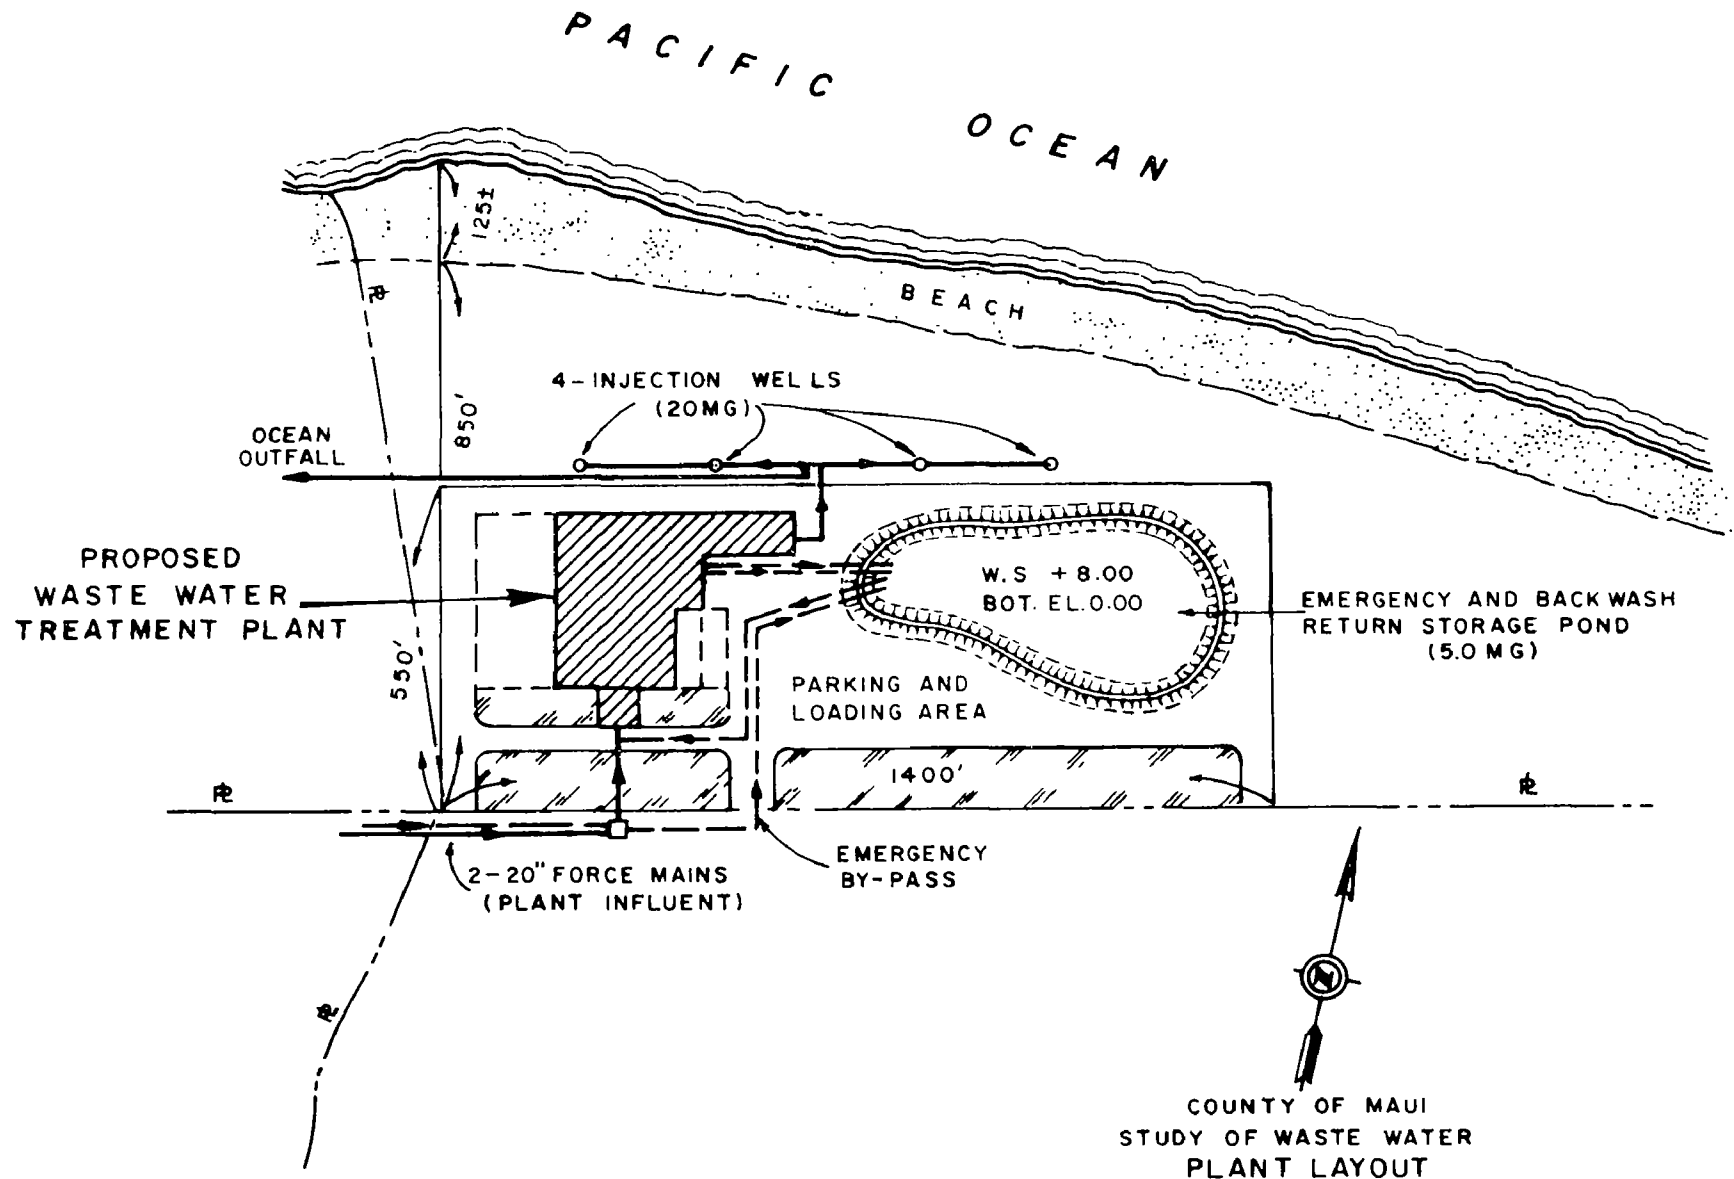 PACIFIC OCEAN
125±
BEACH
850'
4-INJECTION WELLS
(20MG)
OCEAN
OUTFALL
PROPOSED
WASTE WATER
TREATMENT PLANT
550'
W.S +8.00
BOT. EL.0.00
EMERGENCY AND BACKWASH
RETURN STORAGE POND
(5.0 MG)
PARKING AND
LOADING AREA
1400'
2-20" FORCE MAINS
(PLANT INFLUENT)
EMERGENCY
BY-PASS
N
COUNTY OF MAUI
STUDY OF WASTE WATER
PLANT LAYOUT